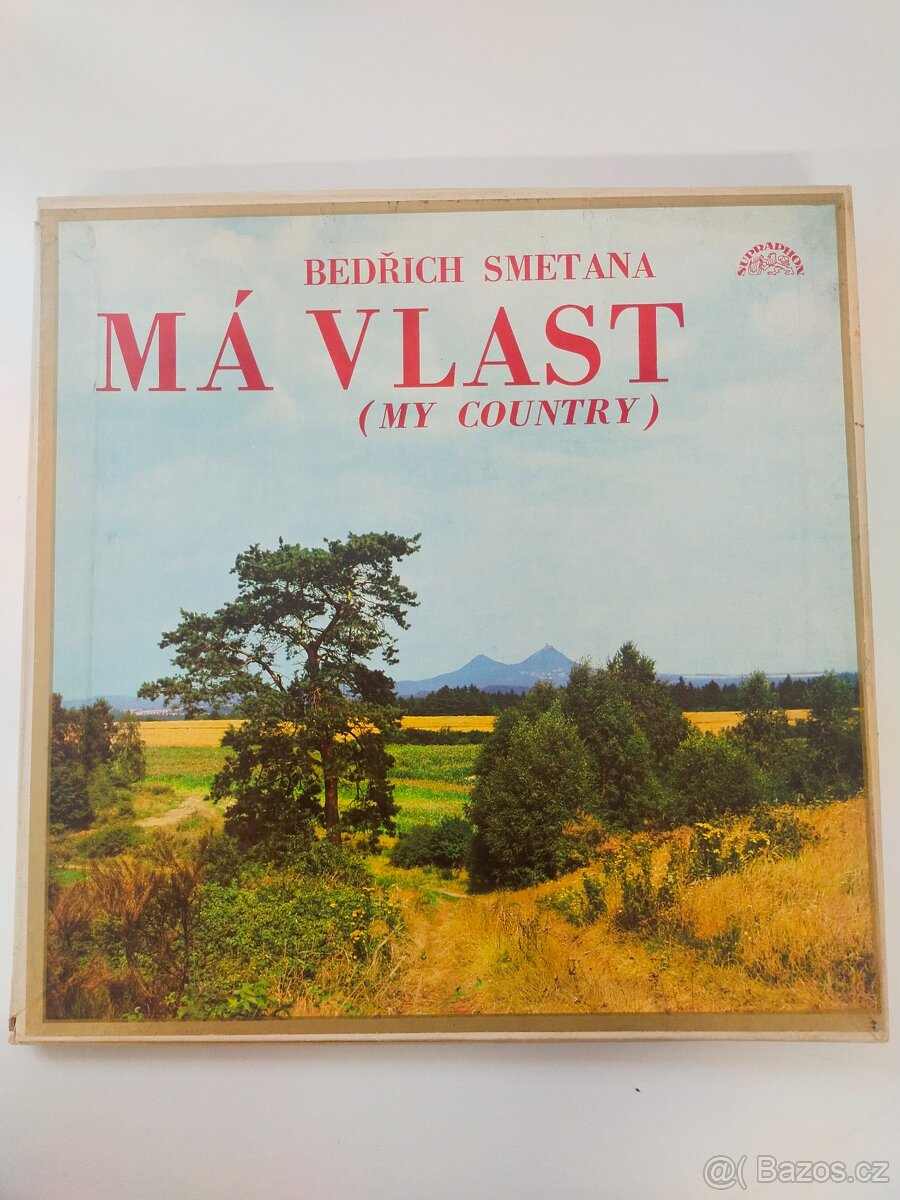 BEDŘICH SMETANA
SUPRAPHON
MÁ VLAST
(MY COUNTRY)
@( Bazos.cz